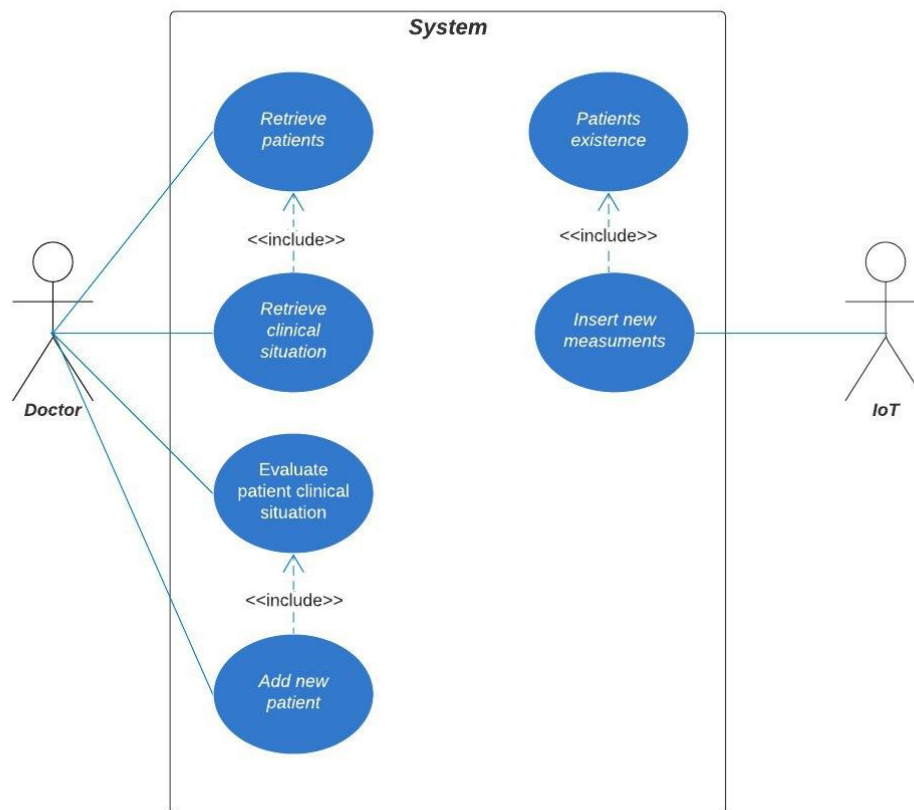 System
Retrieve
patients
Patients
existence
<<include>>
<<include>>
Retrieve
clinical
situation
Insert new
measuments
Doctor
IoT
Evaluate
patient clinical
situation
<<include>>
Add new
patient